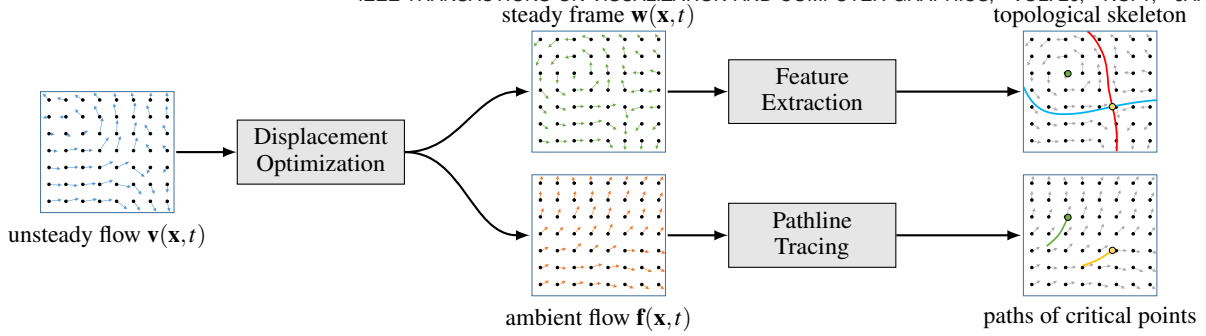 steady frame w(x,t)
topological skeleton
Feature
Extraction
Displacement
Optimization
unsteady flow v(x,t)
Pathline
Tracing
ambient flow f(x,t)
paths of critical points